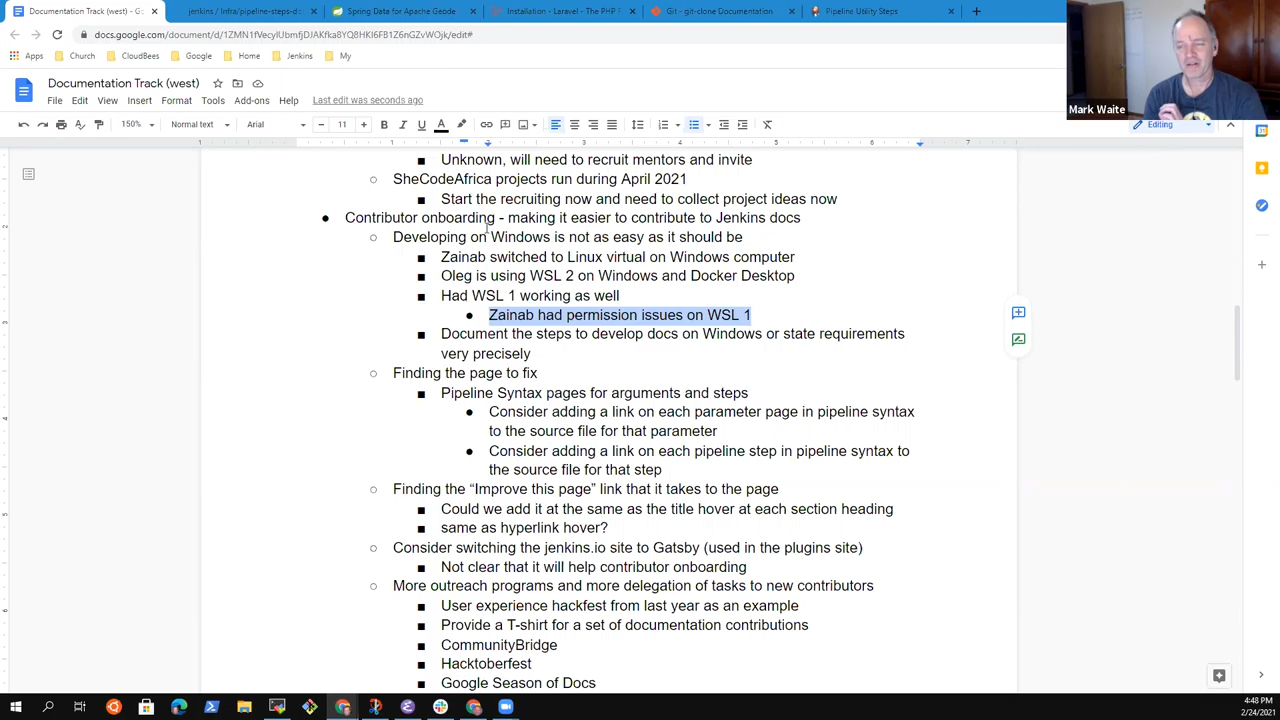 Documentation Track (west) - Go
jenkins / Infra/pipeline-steps-do
Spring Data for Apache Geode
Installation - Laravel - The PHP F
Git - git-clone Documentation
Pipeline Utility Steps
docs.google.com/document/d/1ZMN1fVecylUbmfjDJAKfka8YQ8HKI6FB1Z6nGZvWOjk/edit#
Apps
Church
CloudBees
Google
Home
Jenkins
My
Mark Waite
Documentation Track (west)
File Edit View Insert Format Tools Add-ons Help Last edit was seconds ago
150% Normal text Arial 11 Editing
Unknown, will need to recruit mentors and invite
SheCodeAfrica projects run during April 2021
Start the recruiting now and need to collect project ideas now
Contributor onboarding - making it easier to contribute to Jenkins docs
Developing on Windows is not as easy as it should be
Zainab switched to Linux virtual on Windows computer
Oleg is using WSL 2 on Windows and Docker Desktop
Had WSL 1 working as well
Zainab had permission issues on WSL 1
Document the steps to develop docs on Windows or state requirements
very precisely
Finding the page to fix
Pipeline Syntax pages for arguments and steps
Consider adding a link on each parameter page in pipeline syntax
to the source file for that parameter
Consider adding a link on each pipeline step in pipeline syntax to
the source file for that step
Finding the “Improve this page” link that it takes to the page
Could we add it at the same as the title hover at each section heading
same as hyperlink hover?
Consider switching the jenkins.io site to Gatsby (used in the plugins site)
Not clear that it will help contributor onboarding
More outreach programs and more delegation of tasks to new contributors
User experience hackfest from last year as an example
Provide a T-shirt for a set of documentation contributions
CommunityBridge
Hacktoberfest
Google Season of Docs
4:48 PM
2/24/2021